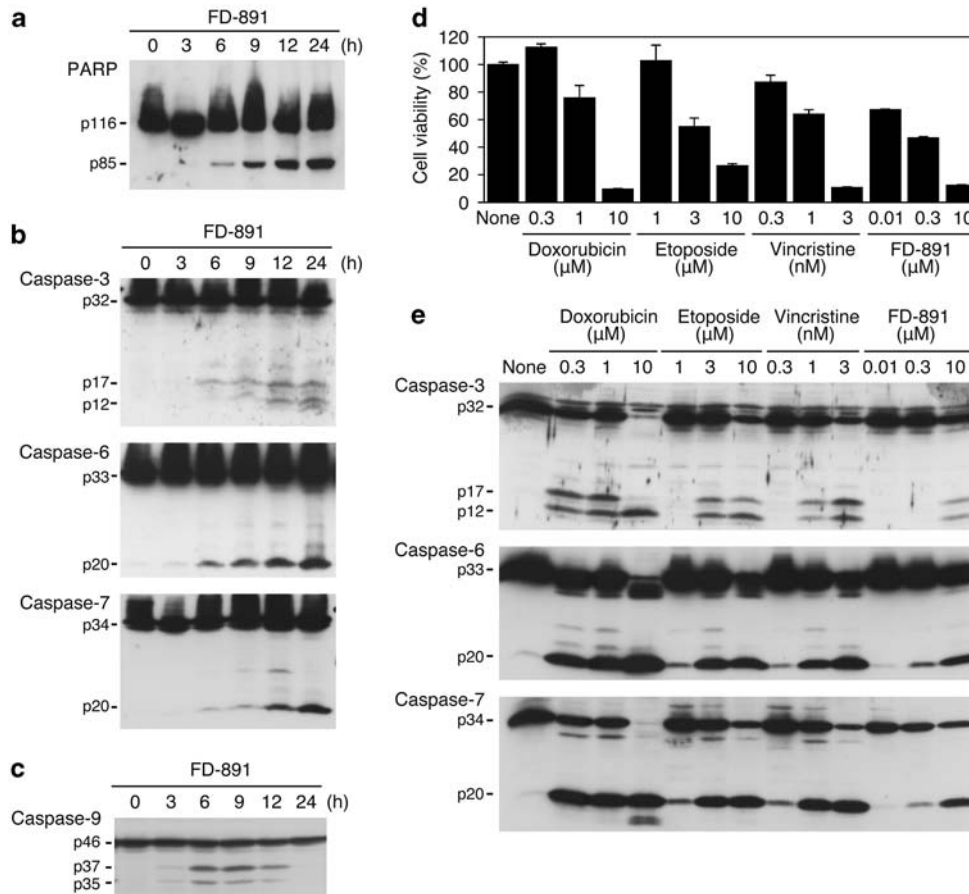 a
FD-891
0 3 6 9 12 24 (h)
PARP
p116
p85
b
FD-891
0 3 6 9 12 24 (h)
Caspase-3
p32
p17
p12
Caspase-6
p33
p20
Caspase-7
p34
p20
c
FD-891
0 3 6 9 12 24 (h)
Caspase-9
p46
p37
p35
d
Cell viability (%)
120
100
80
60
40
20
0
None 0.3 1 10 1 3 10 0.3 1 3 0.01 0.3 10
Doxorubicin Etoposide Vincristine FD-891
(μM) (μM) (nM) (μM)
e
Doxorubicin Etoposide Vincristine FD-891
(μM) (μM) (nM) (μM)
None 0.3 1 10 1 3 10 0.3 1 3 0.01 0.3 10
Caspase-3
p32
p17
p12
Caspase-6
p33
p20
Caspase-7
p34
p20